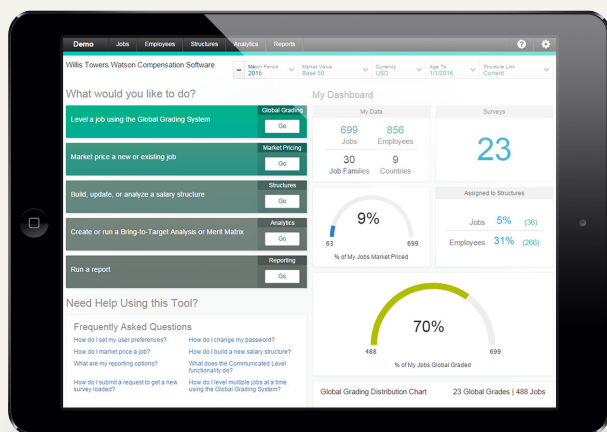 Demo Jobs Employees Structures Analytics Reports
Willis Towers Watson Compensation Software
Match Period Market Value Currency Age To Structure Link
2015 Base 50 USD 1/1/2016 Current
What would you like to do?
Level a job using the Global Grading System
Global Grading
Go
Market price a new or existing job
Market Pricing
Go
Build, update, or analyze a salary structure
Structures
Go
Create or run a Bring-to-Target Analysis or Merit Matrix
Analytics
Go
Run a report
Reporting
Go
Need Help Using this Tool?
Frequently Asked Questions
How do I set my user preferences?
How do I market price a job?
What are my reporting options?
How do I submit a request to get a new
survey loaded?
How do I change my password?
How do I build a new salary structure?
What does the Communicated Level
functionality do?
How do I level multiple jobs at a time
using the Global Grading System?
My Dashboard
My Data
699 856
Jobs Employees
30 9
Job Families Countries
Surveys
23
9%
63 699
% of My Jobs Market Priced
Assigned to Structures
Jobs 5% (36)
Employees 31% (266)
70%
488 699
% of My Jobs Global Graded
Global Grading Distribution Chart 23 Global Grades | 488 Jobs